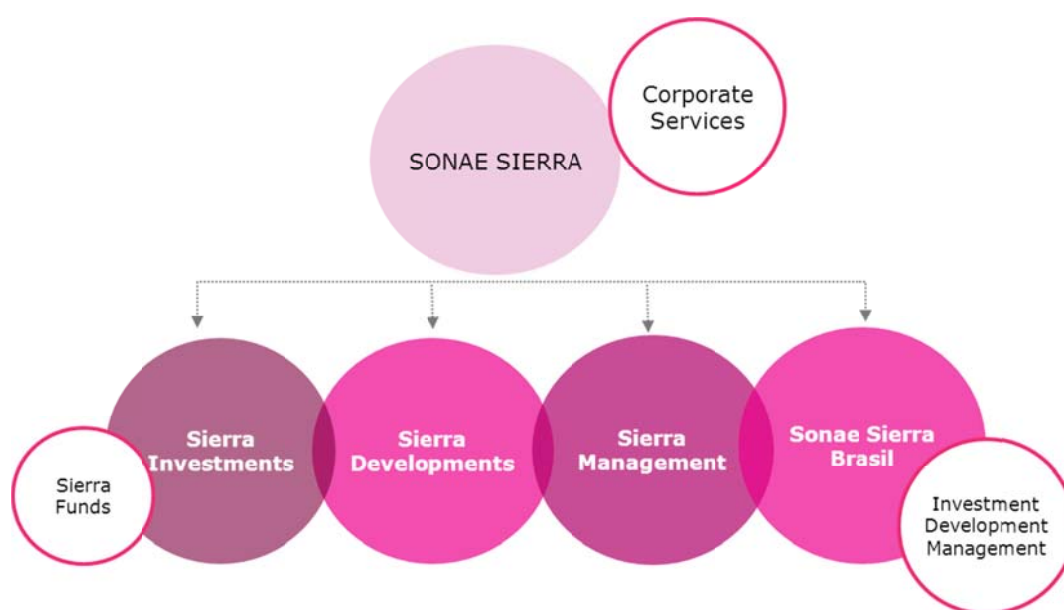 Corporate
Services
SONAE SIERRA
Sierra
Investments
Sierra
Developments
Sierra
Management
Sonae Sierra
Brasil
Sierra
Funds
Investment
Development
Management